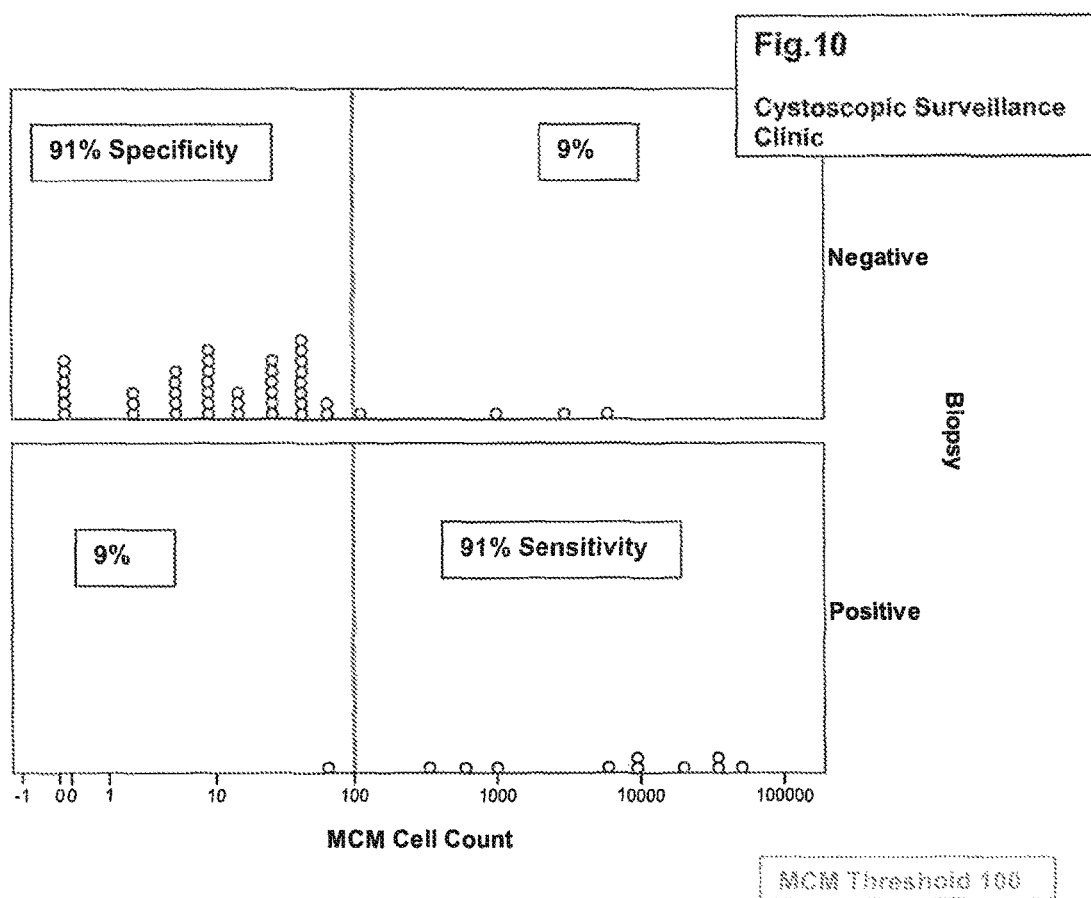 Fig.10
Cystoscopic Surveillance
Clinic
91% Specificity
9%
Negative
Biopsy
9%
91% Sensitivity
Positive
-1 0 0 1 10 100 1000 10000 100000
MCM Cell Count
MCM Threshold 100